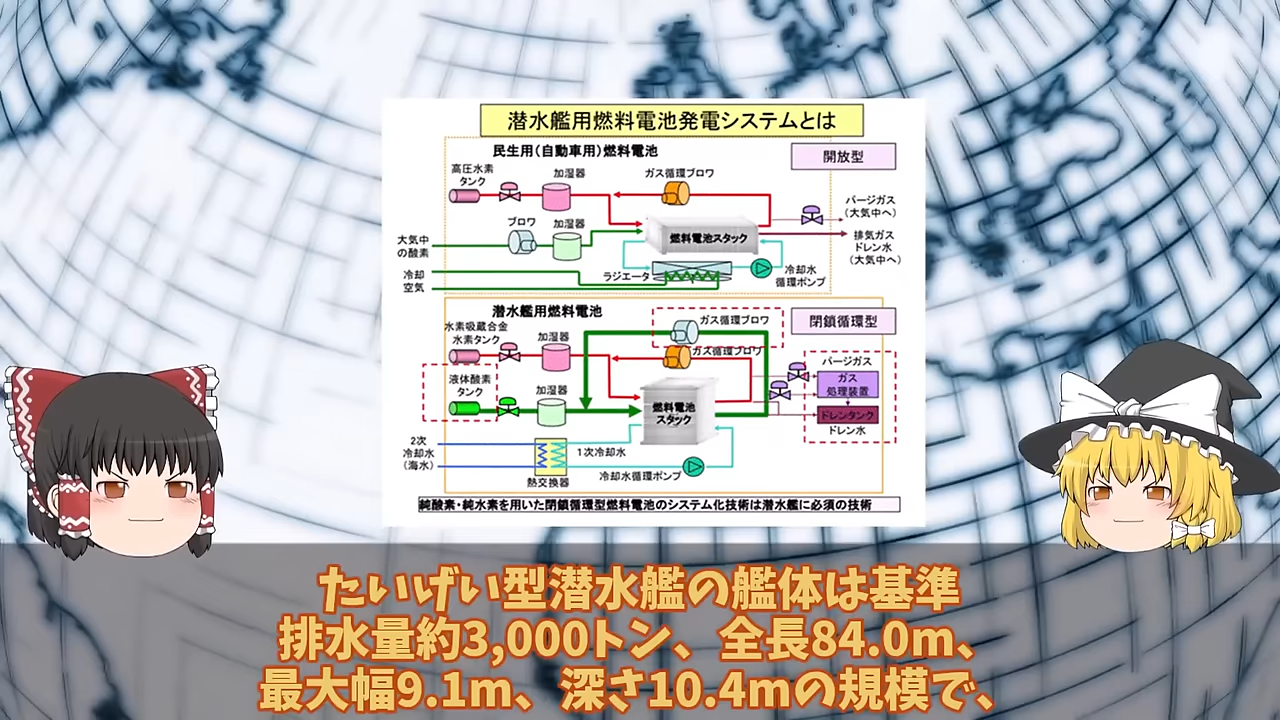 潜水艦用燃料電池発電システムとは
民生用(自動車用)燃料電池
開放型
高圧水素
タンク
加湿器
ガス循環ブロワ
パージガス
(大気中へ)
ブロワ
加湿器
大気中
の酸素
燃料電池スタック
排気ガス
ドレン水
(大気中へ)
冷却
空気
ラジエータ
冷却水
循環ポンプ
潜水艦用燃料電池
閉鎖循環型
水素吸蔵合金
水素タンク
加湿器
ガス循環ブロワ
ガス循環ブロワ
パージガス
ガス
処理装置
液体酸素
タンク
加湿器
燃料電池
スタック
ドレンタンク
ドレン水
2次
冷却水
(海水)
1次冷却水
冷却水循環ポンプ
熱交換器
純酸素・純水素を用いた閉鎖循環型燃料電池のシステム化技術は潜水艦に必須の技術
たいげい型潜水艦の艦体は基準
排水量約3,000トン、全長84.0m、
最大幅9.1m、深さ10.4mの規模で、